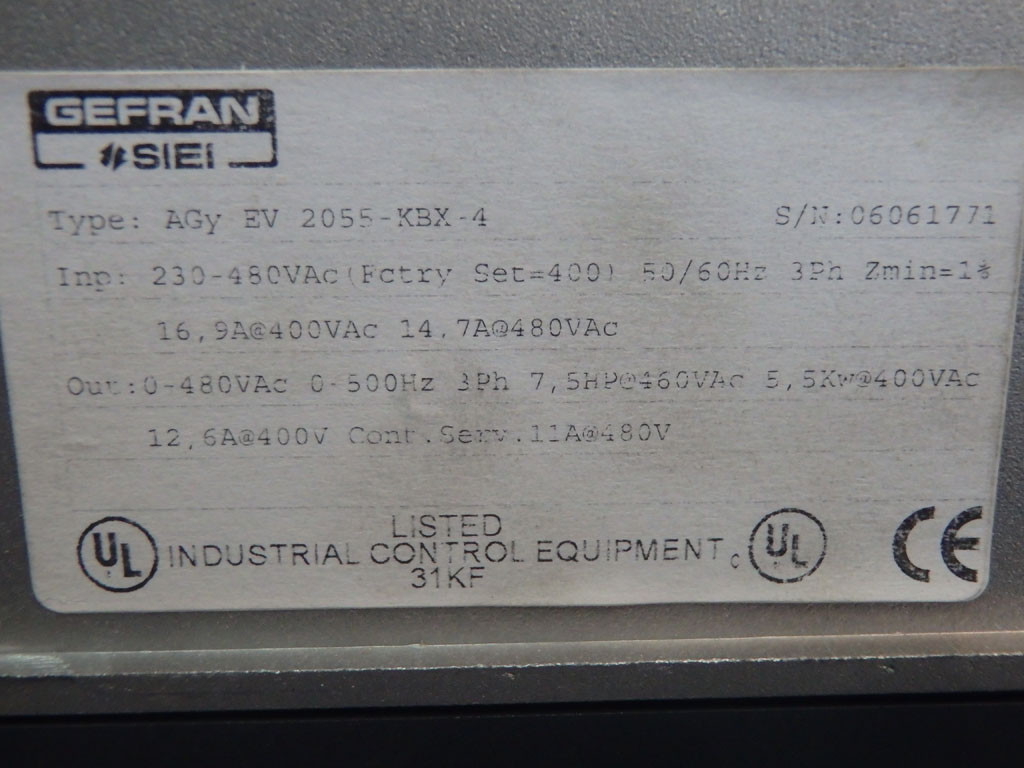 GEFRAN
SIEI
Type: AGy EV 2055-KBX-4 S/N:06061771
Inp: 230-480VAc(Fctry Set=400) 50/60Hz 3Ph Zmin=1%
16,9A@400VAc 14,7A@480VAc
Out:0-480VAc 0-500Hz 3Ph 7,5HP@460VAc 5,5Kw@400VAc
12,6A@400V Cont.Serv.11A@480V
LISTED
UL INDUSTRIAL CONTROL EQUIPMENT c UL CE
31KF